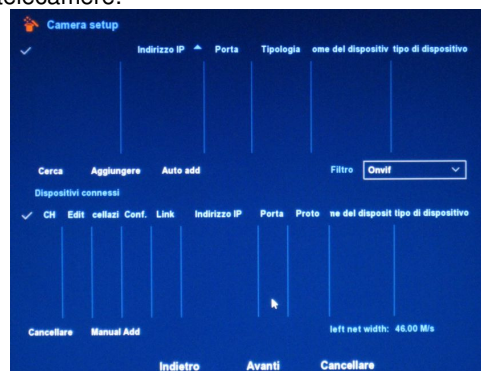 telecamere.
Camera setup
Indirizzo IP Porta Tipologia ome del dispositiv tipo di dispositivo
Cerca Aggiungere Auto add Filtro Onvif
Dispositivi connessi
CH Edit cellazi Conf. Link Indirizzo IP Porta Proto ne del disposit tipo di dispositivo
Cancellare Manual Add left net width: 46.00 M/s
Indietro Avanti Cancellare